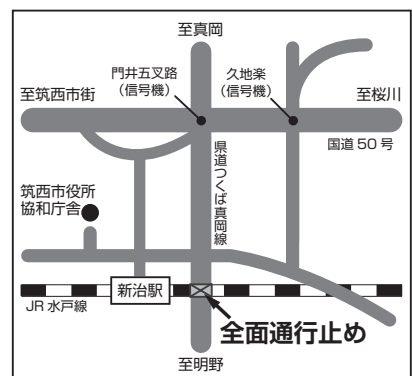 至真岡
門井五叉路
（信号機）
久地楽
（信号機）
至筑西市街
至桜川
国道50号
県道つくば真岡線
筑西市役所
協和庁舎
新治駅
JR水戸線
全面通行止め
至明野